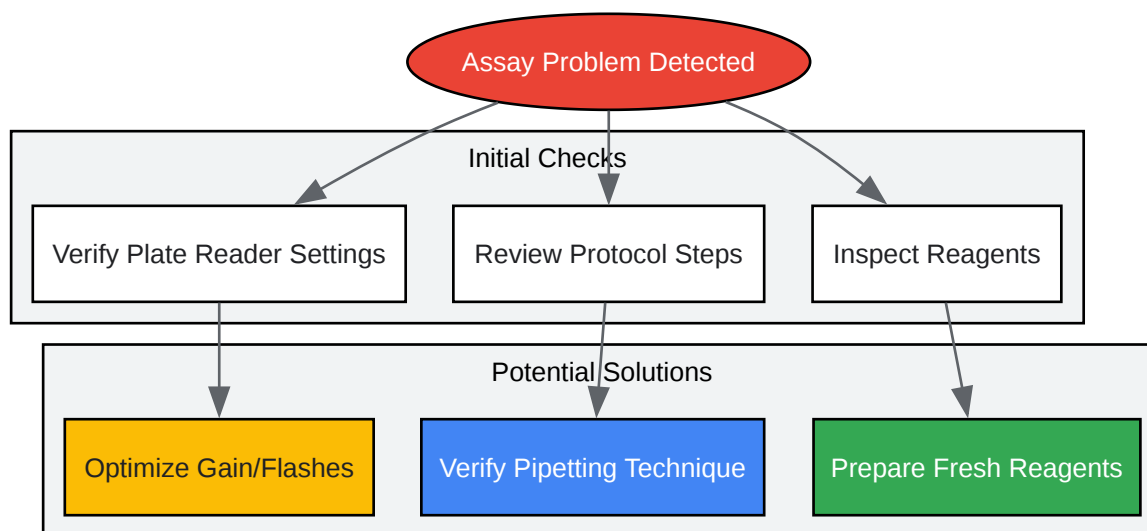 Assay Problem Detected
Initial Checks
Verify Plate Reader Settings
Review Protocol Steps
Inspect Reagents
Potential Solutions
Optimize Gain/Flashes
Verify Pipetting Technique
Prepare Fresh Reagents